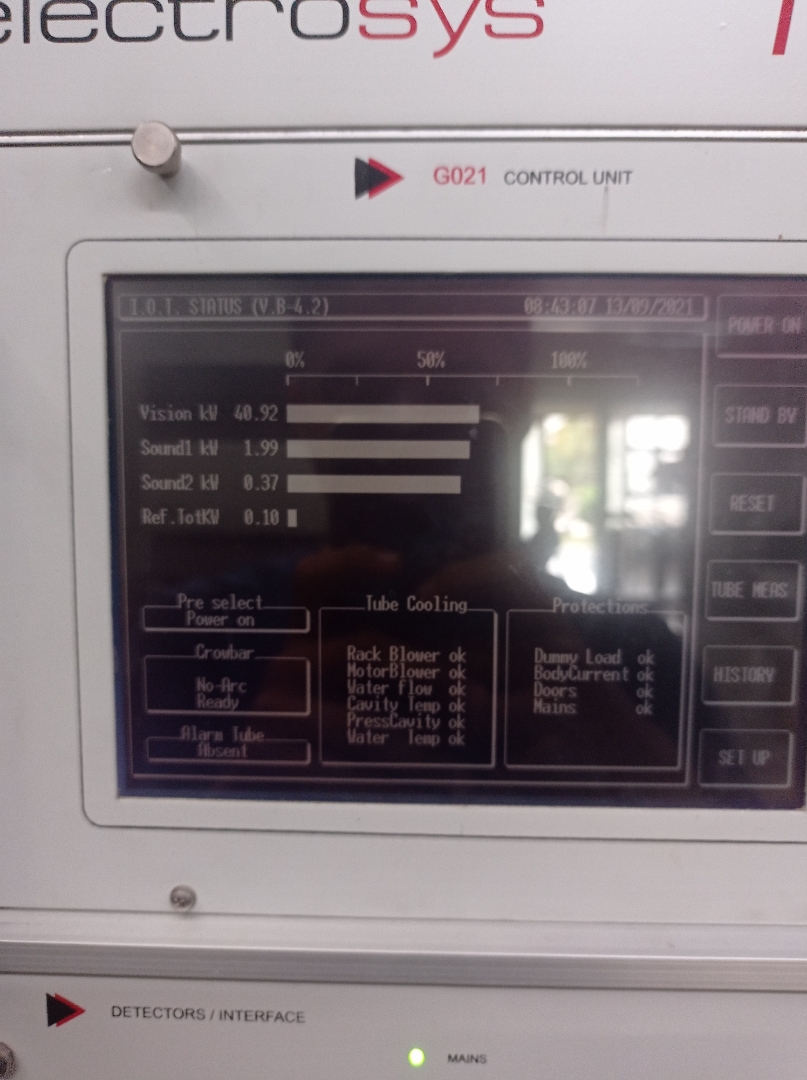 electrosys
G021 CONTROL UNIT
I.O.T. STATUS (V.B-4.2) 08:43:07 13/09/2021
POWER ON
0% 50% 100%
Vision kW 40.92
STAND BY
Sound1 kW 1.99
Sound2 kW 0.37
RESET
Ref.TotKW 0.10
TUBE MEAS
Pre select
Power on
Crowbar
No-Arc
Ready
Alarm Tube
Absent
Tube Cooling
Rack Blower ok
MotorBlower ok
Water flow ok
Cavity Temp ok
PressCavity ok
Water Temp ok
Protections
Dummy Load ok
BodyCurrent ok
Doors ok
Mains ok
HISTORY
SET UP
DETECTORS / INTERFACE
MAINS